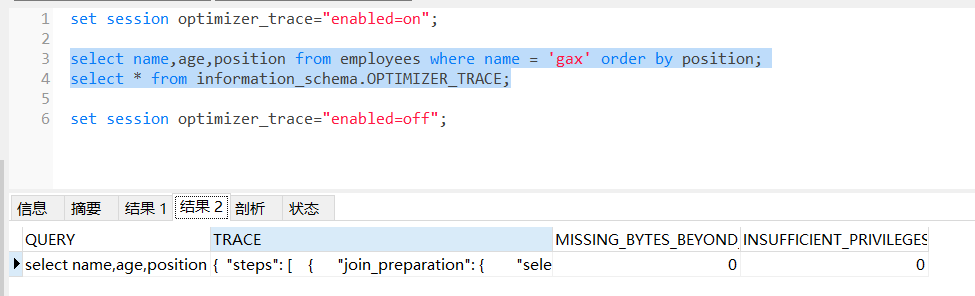 1 set session optimizer_trace="enabled=on";
2
3 select name,age,position from employees where name = 'gax' order by position;
4 select * from information_schema.OPTIMIZER_TRACE;
5
6 set session optimizer_trace="enabled=off";
信息 摘要 结果 1 结果 2 剖析 状态
QUERY TRACE MISSING_BYTES_BEYOND_ INSUFFICIENT_PRIVILEGES
select name,age,position { "steps": [ { "join_preparation": { "sele 0 0